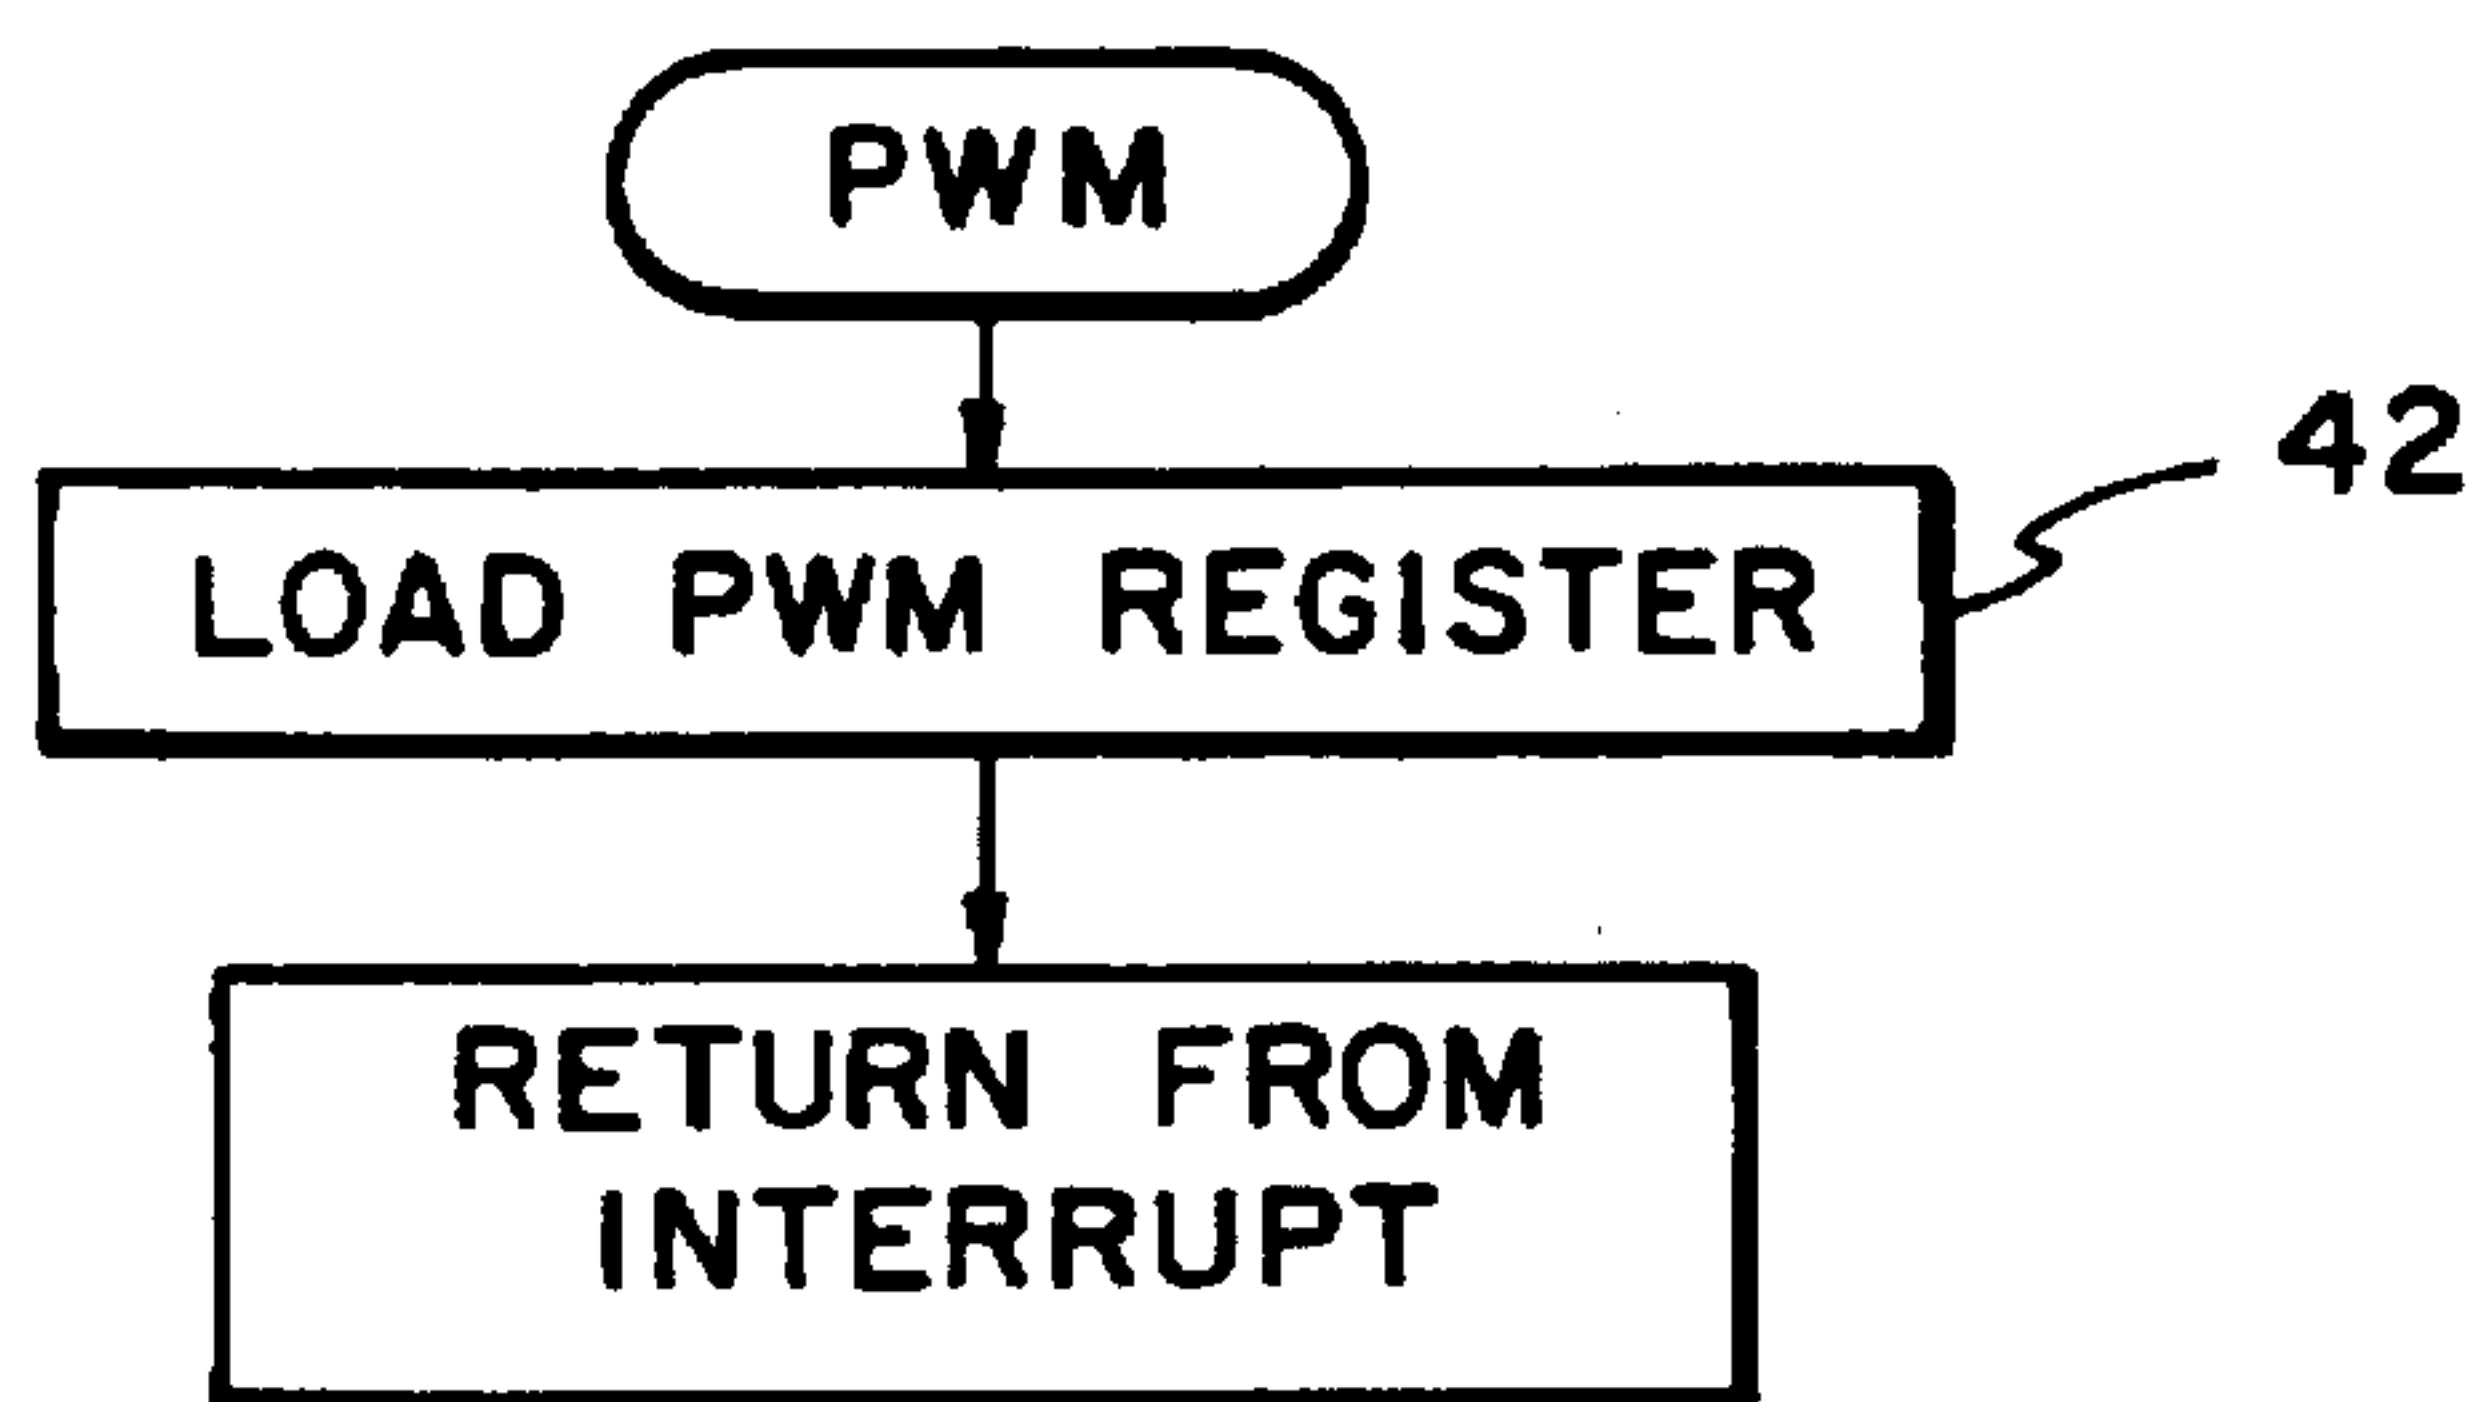 PWM
42
LOAD PWM REGISTER
RETURN FROM
INTERRUPT